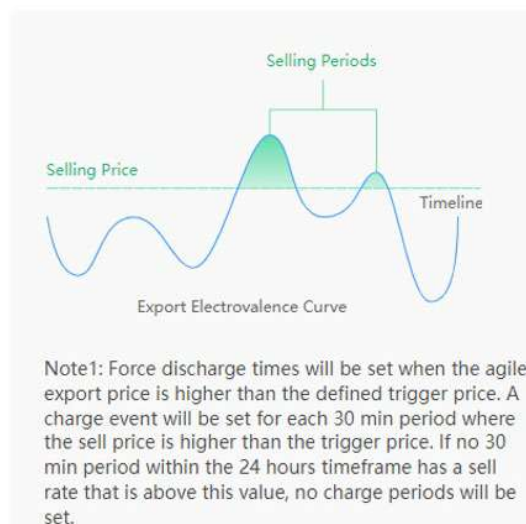 Selling Periods
Selling Price
Timeline
Export Electrovalence Curve
Note1: Force discharge times will be set when the agile
export price is higher than the defined trigger price. A
charge event will be set for each 30 min period where
the sell price is higher than the trigger price. If no 30
min period within the 24 hours timeframe has a sell
rate that is above this value, no charge periods will be
set.